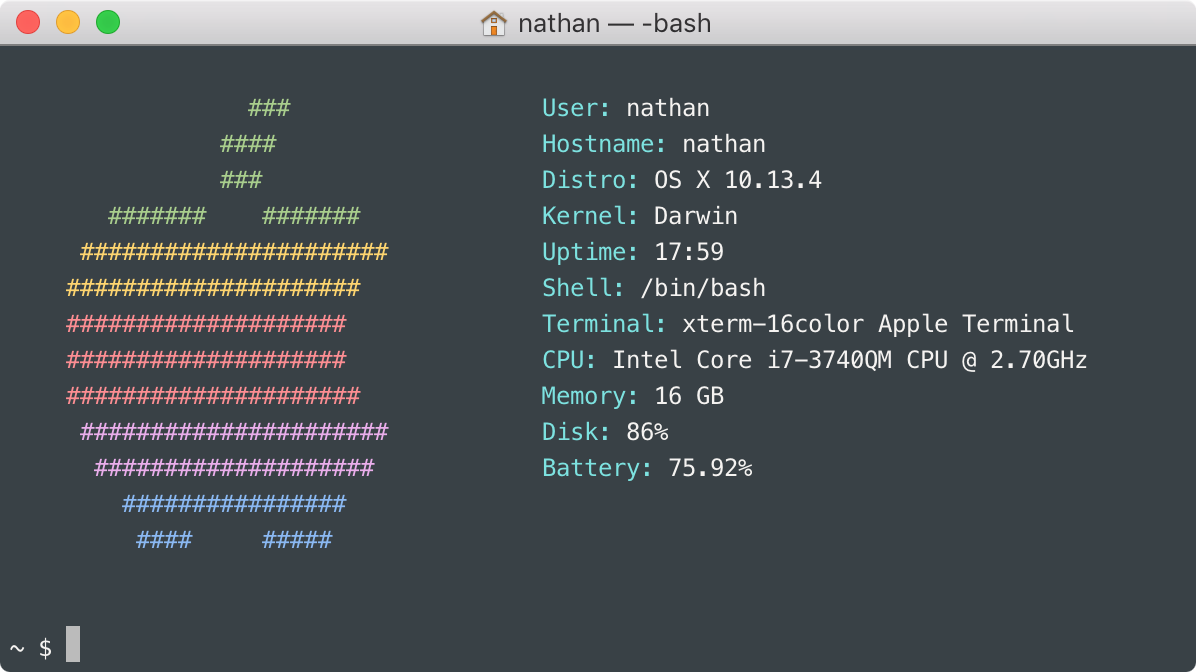 nathan — -bash
### User: nathan
#### Hostname: nathan
### Distro: OS X 10.13.4
####### ####### Kernel: Darwin
###################### Uptime: 17:59
##################### Shell: /bin/bash
#################### Terminal: xterm-16color Apple Terminal
#################### CPU: Intel Core i7-3740QM CPU @ 2.70GHz
##################### Memory: 16 GB
###################### Disk: 86%
#################### Battery: 75.92%
################
#### #####
~ $